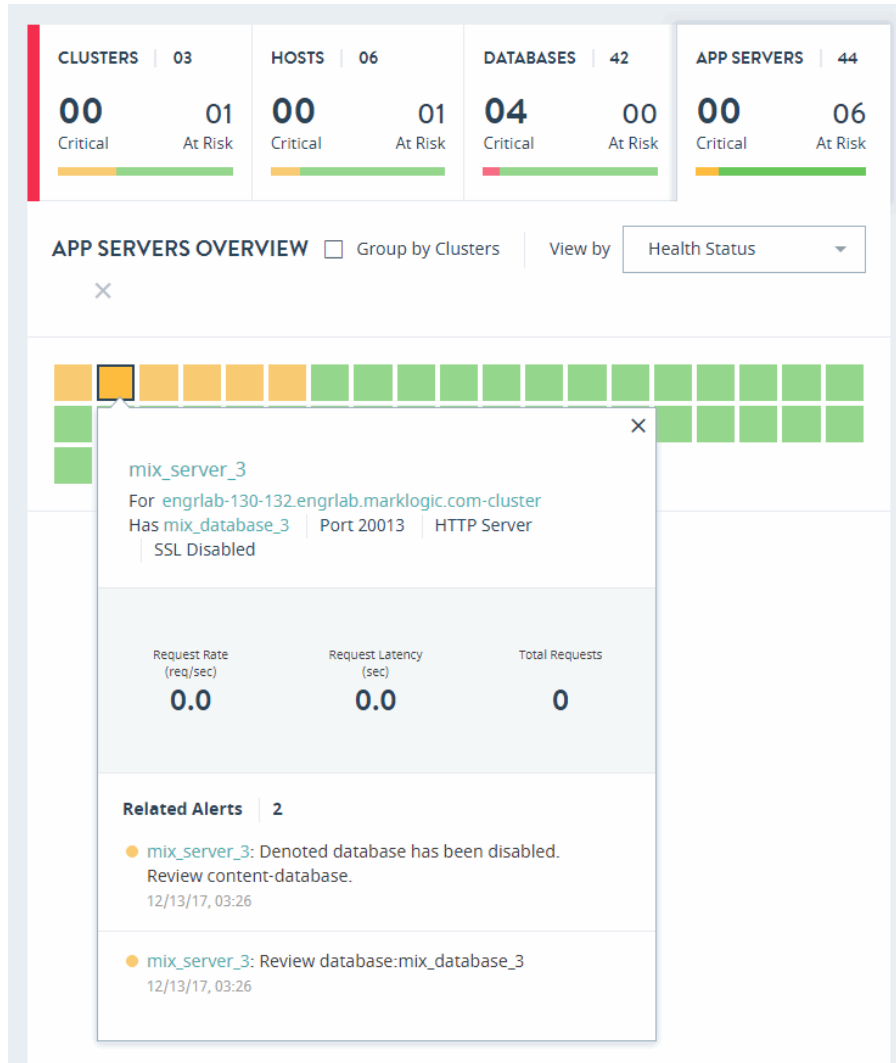 CLUSTERS 03 HOSTS 06 DATABASES 42 APP SERVERS 44
00 01 00 01 04 00 00 06
Critical At Risk Critical At Risk Critical At Risk Critical At Risk
APP SERVERS OVERVIEW Group by Clusters View by Health Status
mix_server_3
For engrlab-130-132.engrlab.marklogic.com-cluster
Has mix_database_3 Port 20013 HTTP Server
SSL Disabled
Request Rate Request Latency Total Requests
(req/sec) (sec)
0.0 0.0 0
Related Alerts 2
mix_server_3: Denoted database has been disabled.
Review content-database.
12/13/17, 03:26
mix_server_3: Review database:mix_database_3
12/13/17, 03:26